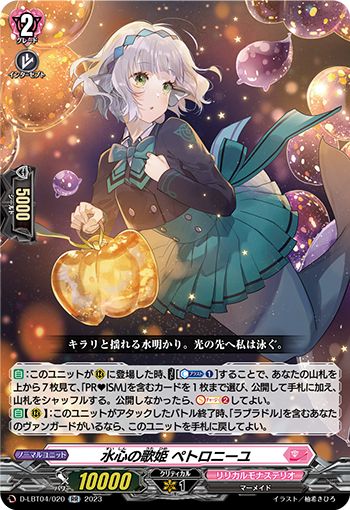 2
グレード
インターセプト
5000
シールド
キラリと揺れる水明かり。光の先へ私は泳ぐ。
自:このユニットが Ⓡ に登場した時、【1】することで、あなたの山札を
上から7枚見て、「PR♥ISM」を含むカードを1枚まで選び、公開して手札に加え、
山札をシャッフルする。公開しなかったら、【2】してよい。
自【Ⓡ】:このユニットがアタックしたバトル終了時、「ラブラドル」を含むあなた
のヴァンガードがいるなら、このユニットを手札に戻してよい。
ノーマルユニット
水心の歌姫 ペトロニーユ
リリカルモナステリオ
パワー 10000
クリティカル 1
マーメイド
D-LBT04/020 RR 2023
イラスト/柚希きひろ